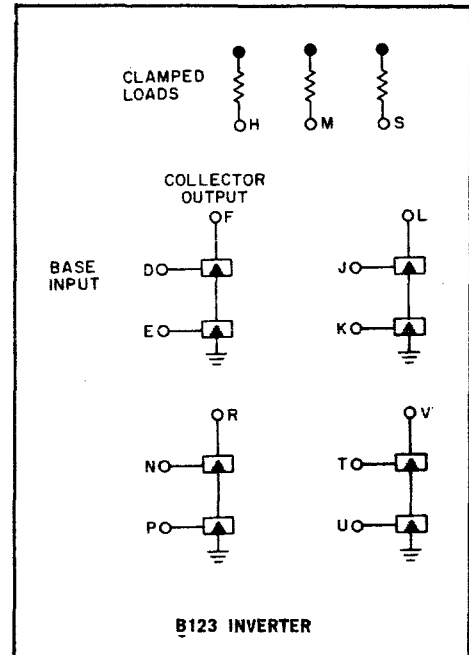 CLAMPED
LOADS
H M S
COLLECTOR
OUTPUT
F L
BASE
INPUT
D J
E K
R V
N T
P U
B123 INVERTER